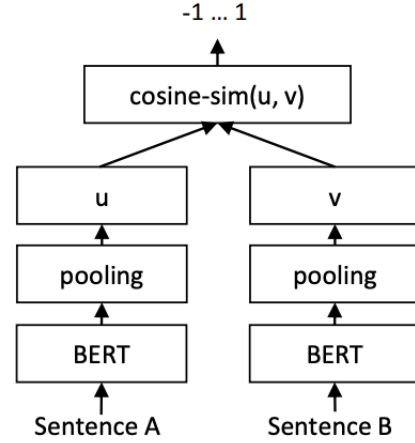 -1 … 1
cosine-sim(u, v)
u v
pooling pooling
BERT BERT
Sentence A Sentence B